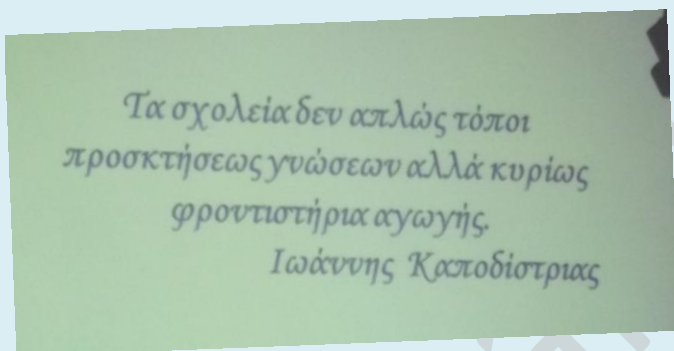 Τα σχολεία δεν απλώς τόποι
προσκτήσεως γνώσεων αλλά κυρίως
φροντιστήρια αγωγής.
Ιωάννης Καποδίστριας